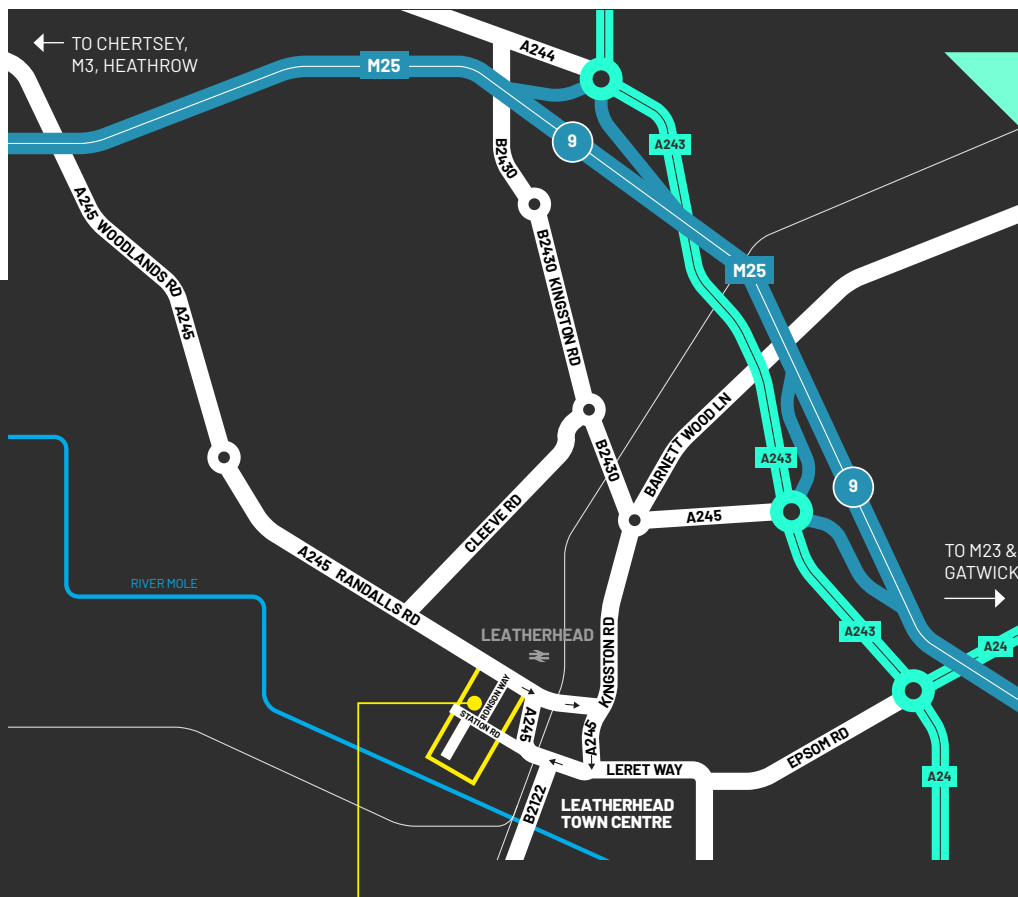 TO CHERTSEY,
M3, HEATHROW
M25
A244
9
A243
B2430
A245
WOODLANDS RD
A245
B2430
KINGSTON RD
M25
BARNETT WOOD LN
A243
B2430
9
CLEEVE RD
A245
TO M23 &
GATWICK
A245
RANDALLS RD
RIVER MOLE
LEATHERHEAD
KINGSTON RD
A243
A24
RONSON WAY
STATION RD
A245
A245
EPSOM RD
LERET WAY
A24
B2122
LEATHERHEAD
TOWN CENTRE